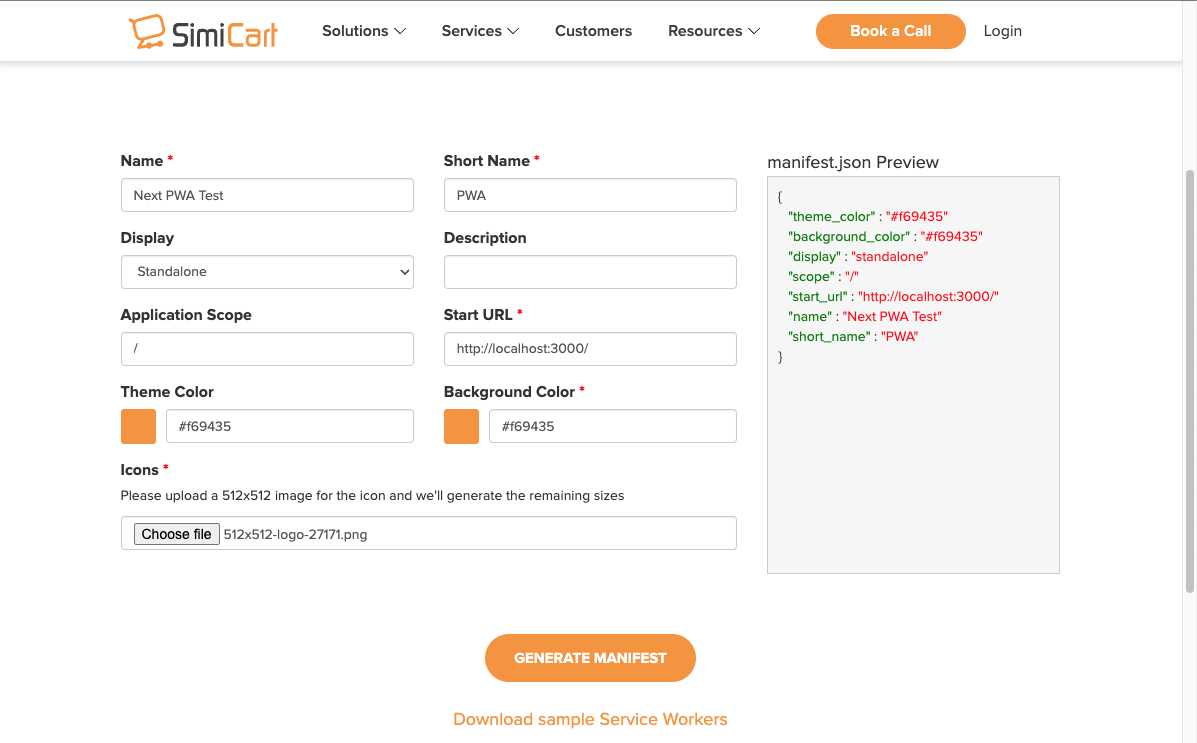 SimiCart Solutions Services Customers Resources Book a Call Login
Name * Short Name *
Next PWA Test PWA
Display Description
Standalone
Application Scope Start URL *
/ http://localhost:3000/
Theme Color Background Color *
#f69435 #f69435
Icons *
Please upload a 512x512 image for the icon and we'll generate the remaining sizes
Choose file 512x512-logo-27171.png
manifest.json Preview
{
"theme_color" : "#f69435"
"background_color" : "#f69435"
"display" : "standalone"
"scope" : "/"
"start_url" : "http://localhost:3000/"
"name" : "Next PWA Test"
"short_name" : "PWA"
}
GENERATE MANIFEST
Download sample Service Workers